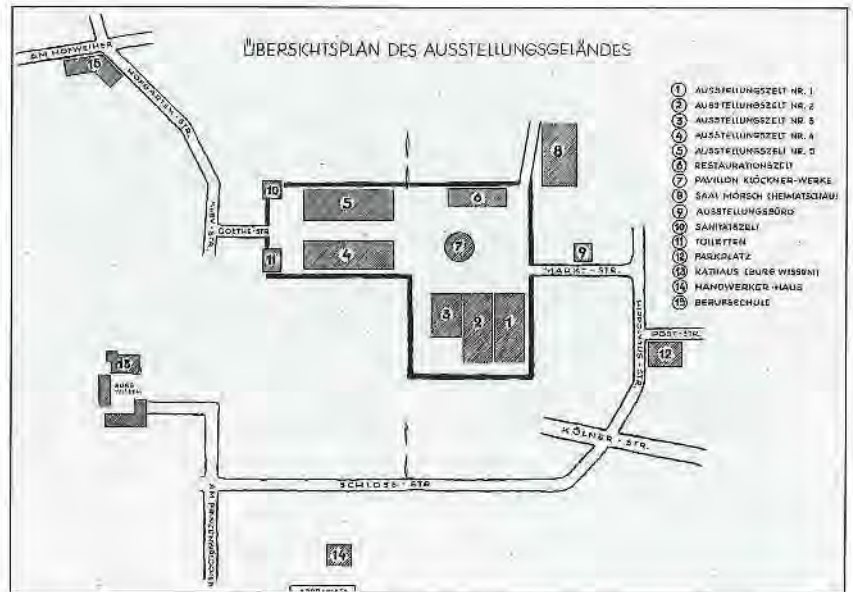 ÜBERSICHTSPLAN DES AUSSTELLUNGSGELÄNDES
1 AUSSTELLUNGSZELT NR. 1
2 AUSSTELLUNGSZELT NR. 2
3 AUSSTELLUNGSZELT NR. 3
4 AUSSTELLUNGSZELT NR. 4
5 AUSSTELLUNGSZELT NR. 5
6 RESTAURATIONSZELT
7 PAVILLON KLÖCKNER-WERKE
8 SAAL MORSCH (HEIMATSCHAU)
9 AUSSTELLUNGSBÜRO
10 SANITÄTSZELT
11 TOILETTEN
12 PARKPLATZ
13 RATHAUS (BURG WISSEN)
14 HANDWERKER-HAUS
15 BERUFSSCHULE
AM HOFWEIHER
15
HOFGARTEN-STR.
8
10
5
6
GOETHE-STR
11
4
7
9
MARKT-STR.
3
2
1
POST-STR.
12
13
BURG
KÖLNER-STR.
SCHLOSS-STR
14